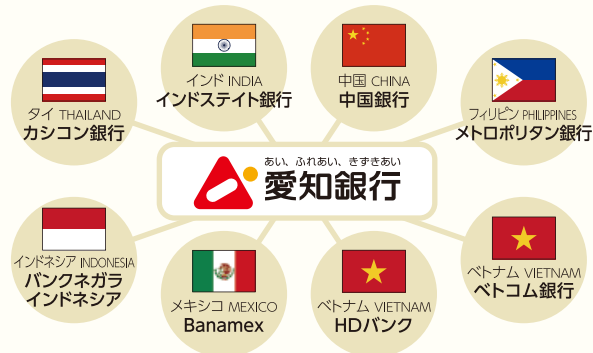 タイ THAILAND
カシコン銀行
インド INDIA
インドステイト銀行
中国 CHINA
中国銀行
フィリピン PHILIPPINES
メトロポリタン銀行
あい、ふれあい、きずきあい
愛知銀行
インドネシア INDONESIA
バンクネガラ
インドネシア
メキシコ MEXICO
Banamex
ベトナム VIETNAM
HDバンク
ベトナム VIETNAM
ベトコム銀行